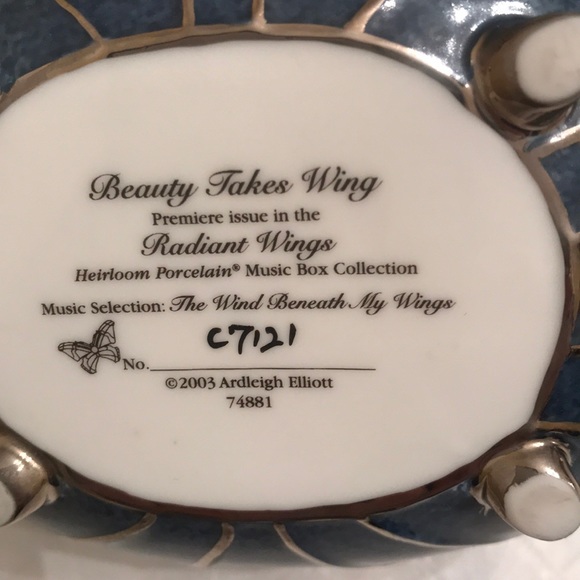 Beauty Takes Wing
Premiere issue in the
Radiant Wings
Heirloom Porcelain® Music Box Collection
Music Selection: The Wind Beneath My Wings
C7121
No.
©2003 Ardleigh Elliott
74881